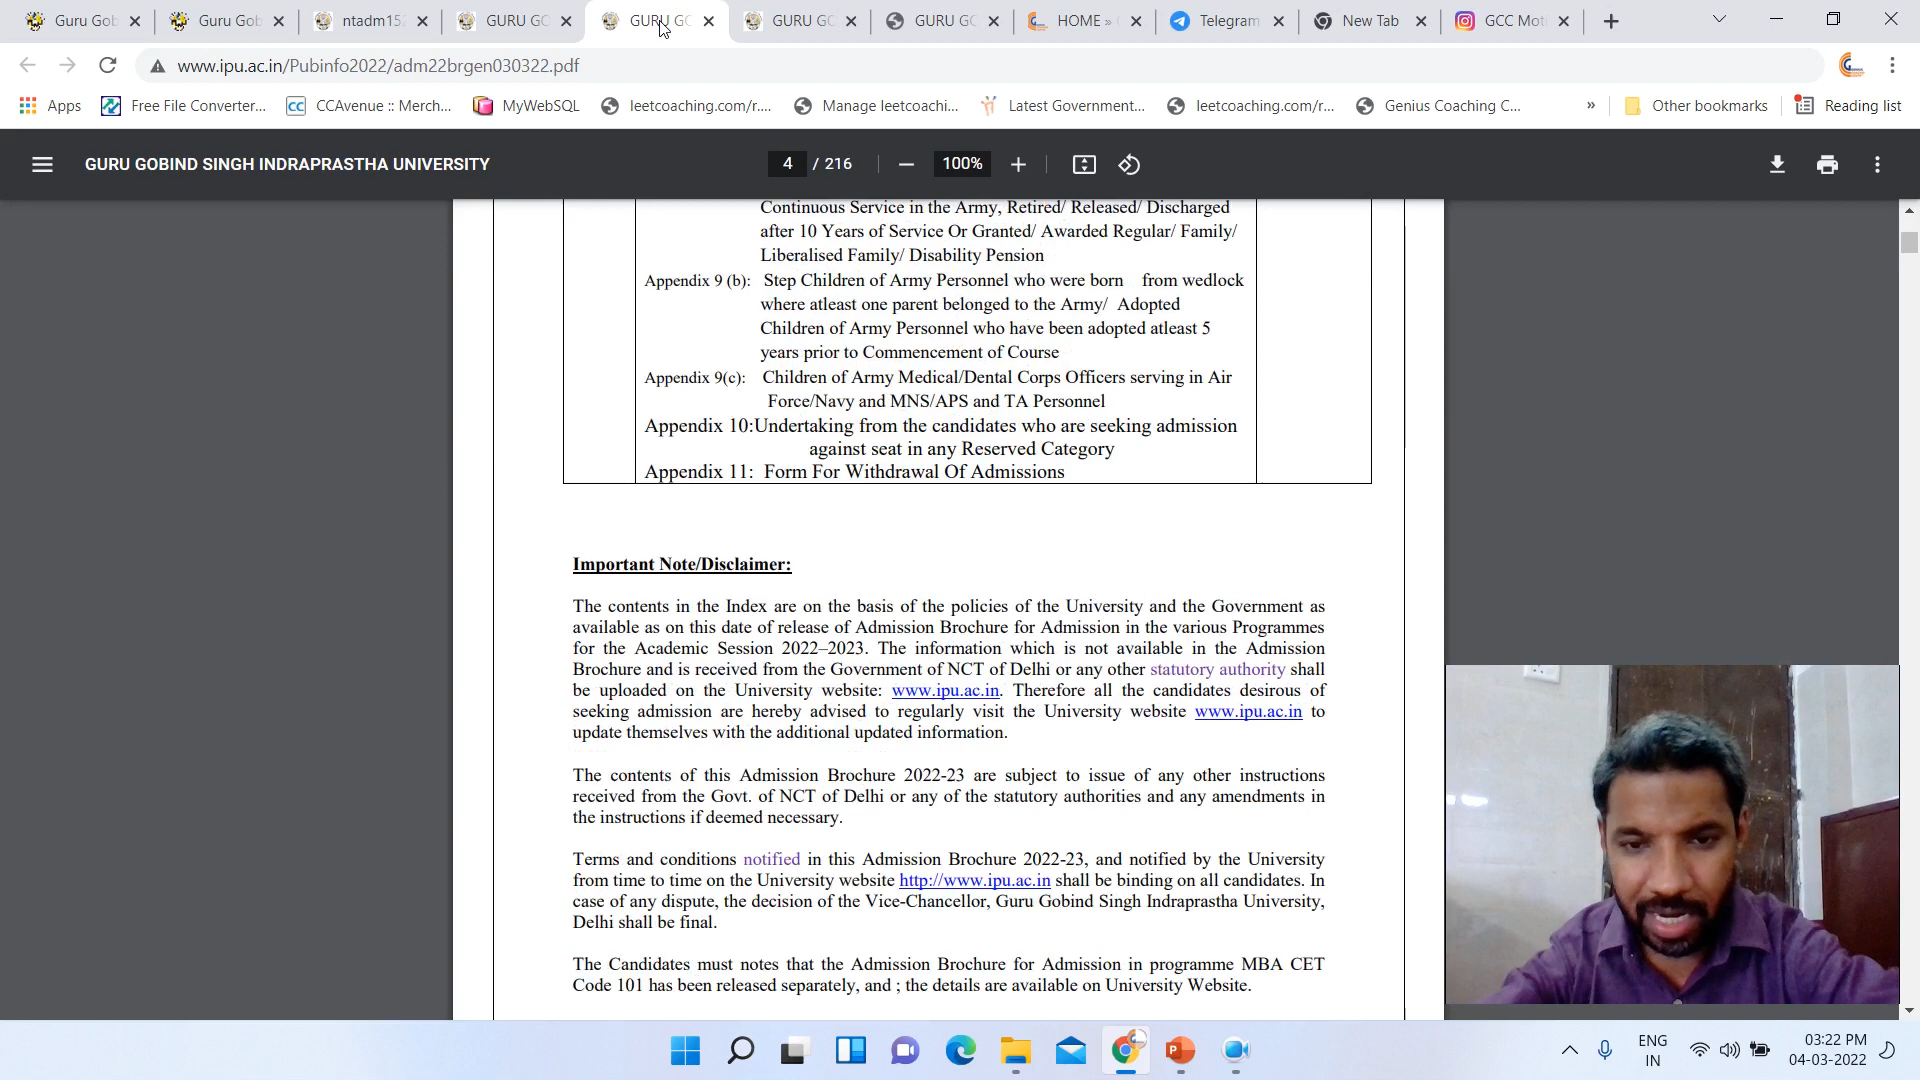 Guru Gob
Guru Gob
ntadm152
GURU GO
GURU GO
GURU GO
GURU GO
HOME »
Telegram
New Tab
GCC Mot
www.ipu.ac.in/Pubinfo2022/adm22brgen030322.pdf
Apps
Free File Converter...
CCAvenue :: Merch...
MyWebSQL
leetcoaching.com/r....
Manage leetcoachi...
Latest Government...
leetcoaching.com/r...
Genius Coaching C...
»
Other bookmarks
Reading list
GURU GOBIND SINGH INDRAPRASTHA UNIVERSITY
4 / 216
100%
Continuous Service in the Army, Retired/ Released/ Discharged
after 10 Years of Service Or Granted/ Awarded Regular/ Family/
Liberalised Family/ Disability Pension
Appendix 9 (b): Step Children of Army Personnel who were born from wedlock
where atleast one parent belonged to the Army/ Adopted
Children of Army Personnel who have been adopted atleast 5
years prior to Commencement of Course
Appendix 9(c): Children of Army Medical/Dental Corps Officers serving in Air
Force/Navy and MNS/APS and TA Personnel
Appendix 10:Undertaking from the candidates who are seeking admission
against seat in any Reserved Category
Appendix 11: Form For Withdrawal Of Admissions
Important Note/Disclaimer:
The contents in the Index are on the basis of the policies of the University and the Government as
available as on this date of release of Admission Brochure for Admission in the various Programmes
for the Academic Session 2022–2023. The information which is not available in the Admission
Brochure and is received from the Government of NCT of Delhi or any other statutory authority shall
be uploaded on the University website: www.ipu.ac.in. Therefore all the candidates desirous of
seeking admission are hereby advised to regularly visit the University website www.ipu.ac.in to
update themselves with the additional updated information.
The contents of this Admission Brochure 2022-23 are subject to issue of any other instructions
received from the Govt. of NCT of Delhi or any of the statutory authorities and any amendments in
the instructions if deemed necessary.
Terms and conditions notified in this Admission Brochure 2022-23, and notified by the University
from time to time on the University website http://www.ipu.ac.in shall be binding on all candidates. In
case of any dispute, the decision of the Vice-Chancellor, Guru Gobind Singh Indraprastha University,
Delhi shall be final.
The Candidates must notes that the Admission Brochure for Admission in programme MBA CET
Code 101 has been released separately, and ; the details are available on University Website.
ENG
IN
03:22 PM
04-03-2022